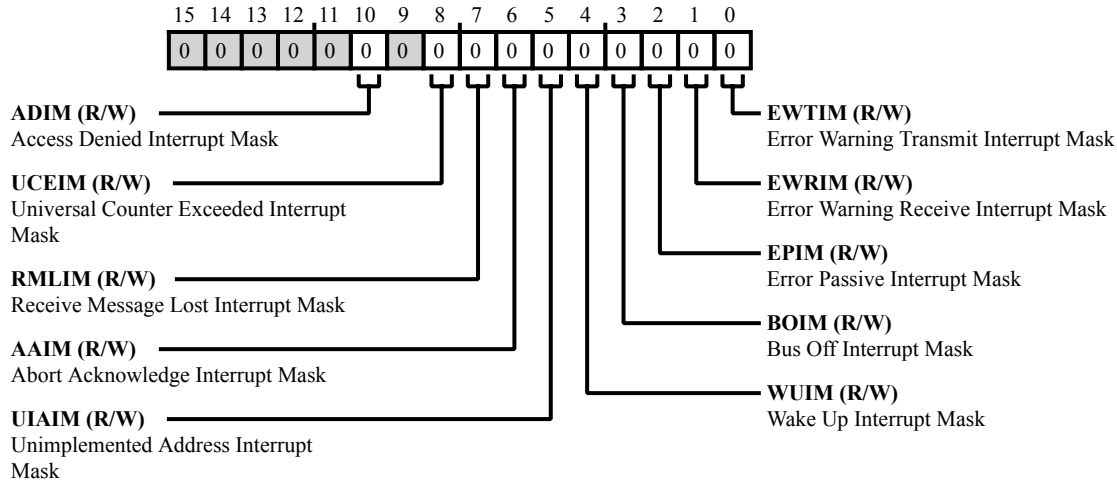 15 14 13 12 11 10 9 8 7 6 5 4 3 2 1 0
0 0 0 0 0 0 0 0 0 0 0 0 0 0 0 0
ADIM (R/W)
Access Denied Interrupt Mask
UCEIM (R/W)
Universal Counter Exceeded Interrupt
Mask
RMLIM (R/W)
Receive Message Lost Interrupt Mask
AAIM (R/W)
Abort Acknowledge Interrupt Mask
UIAIM (R/W)
Unimplemented Address Interrupt
Mask
EWTIM (R/W)
Error Warning Transmit Interrupt Mask
EWRIM (R/W)
Error Warning Receive Interrupt Mask
EPIM (R/W)
Error Passive Interrupt Mask
BOIM (R/W)
Bus Off Interrupt Mask
WUIM (R/W)
Wake Up Interrupt Mask